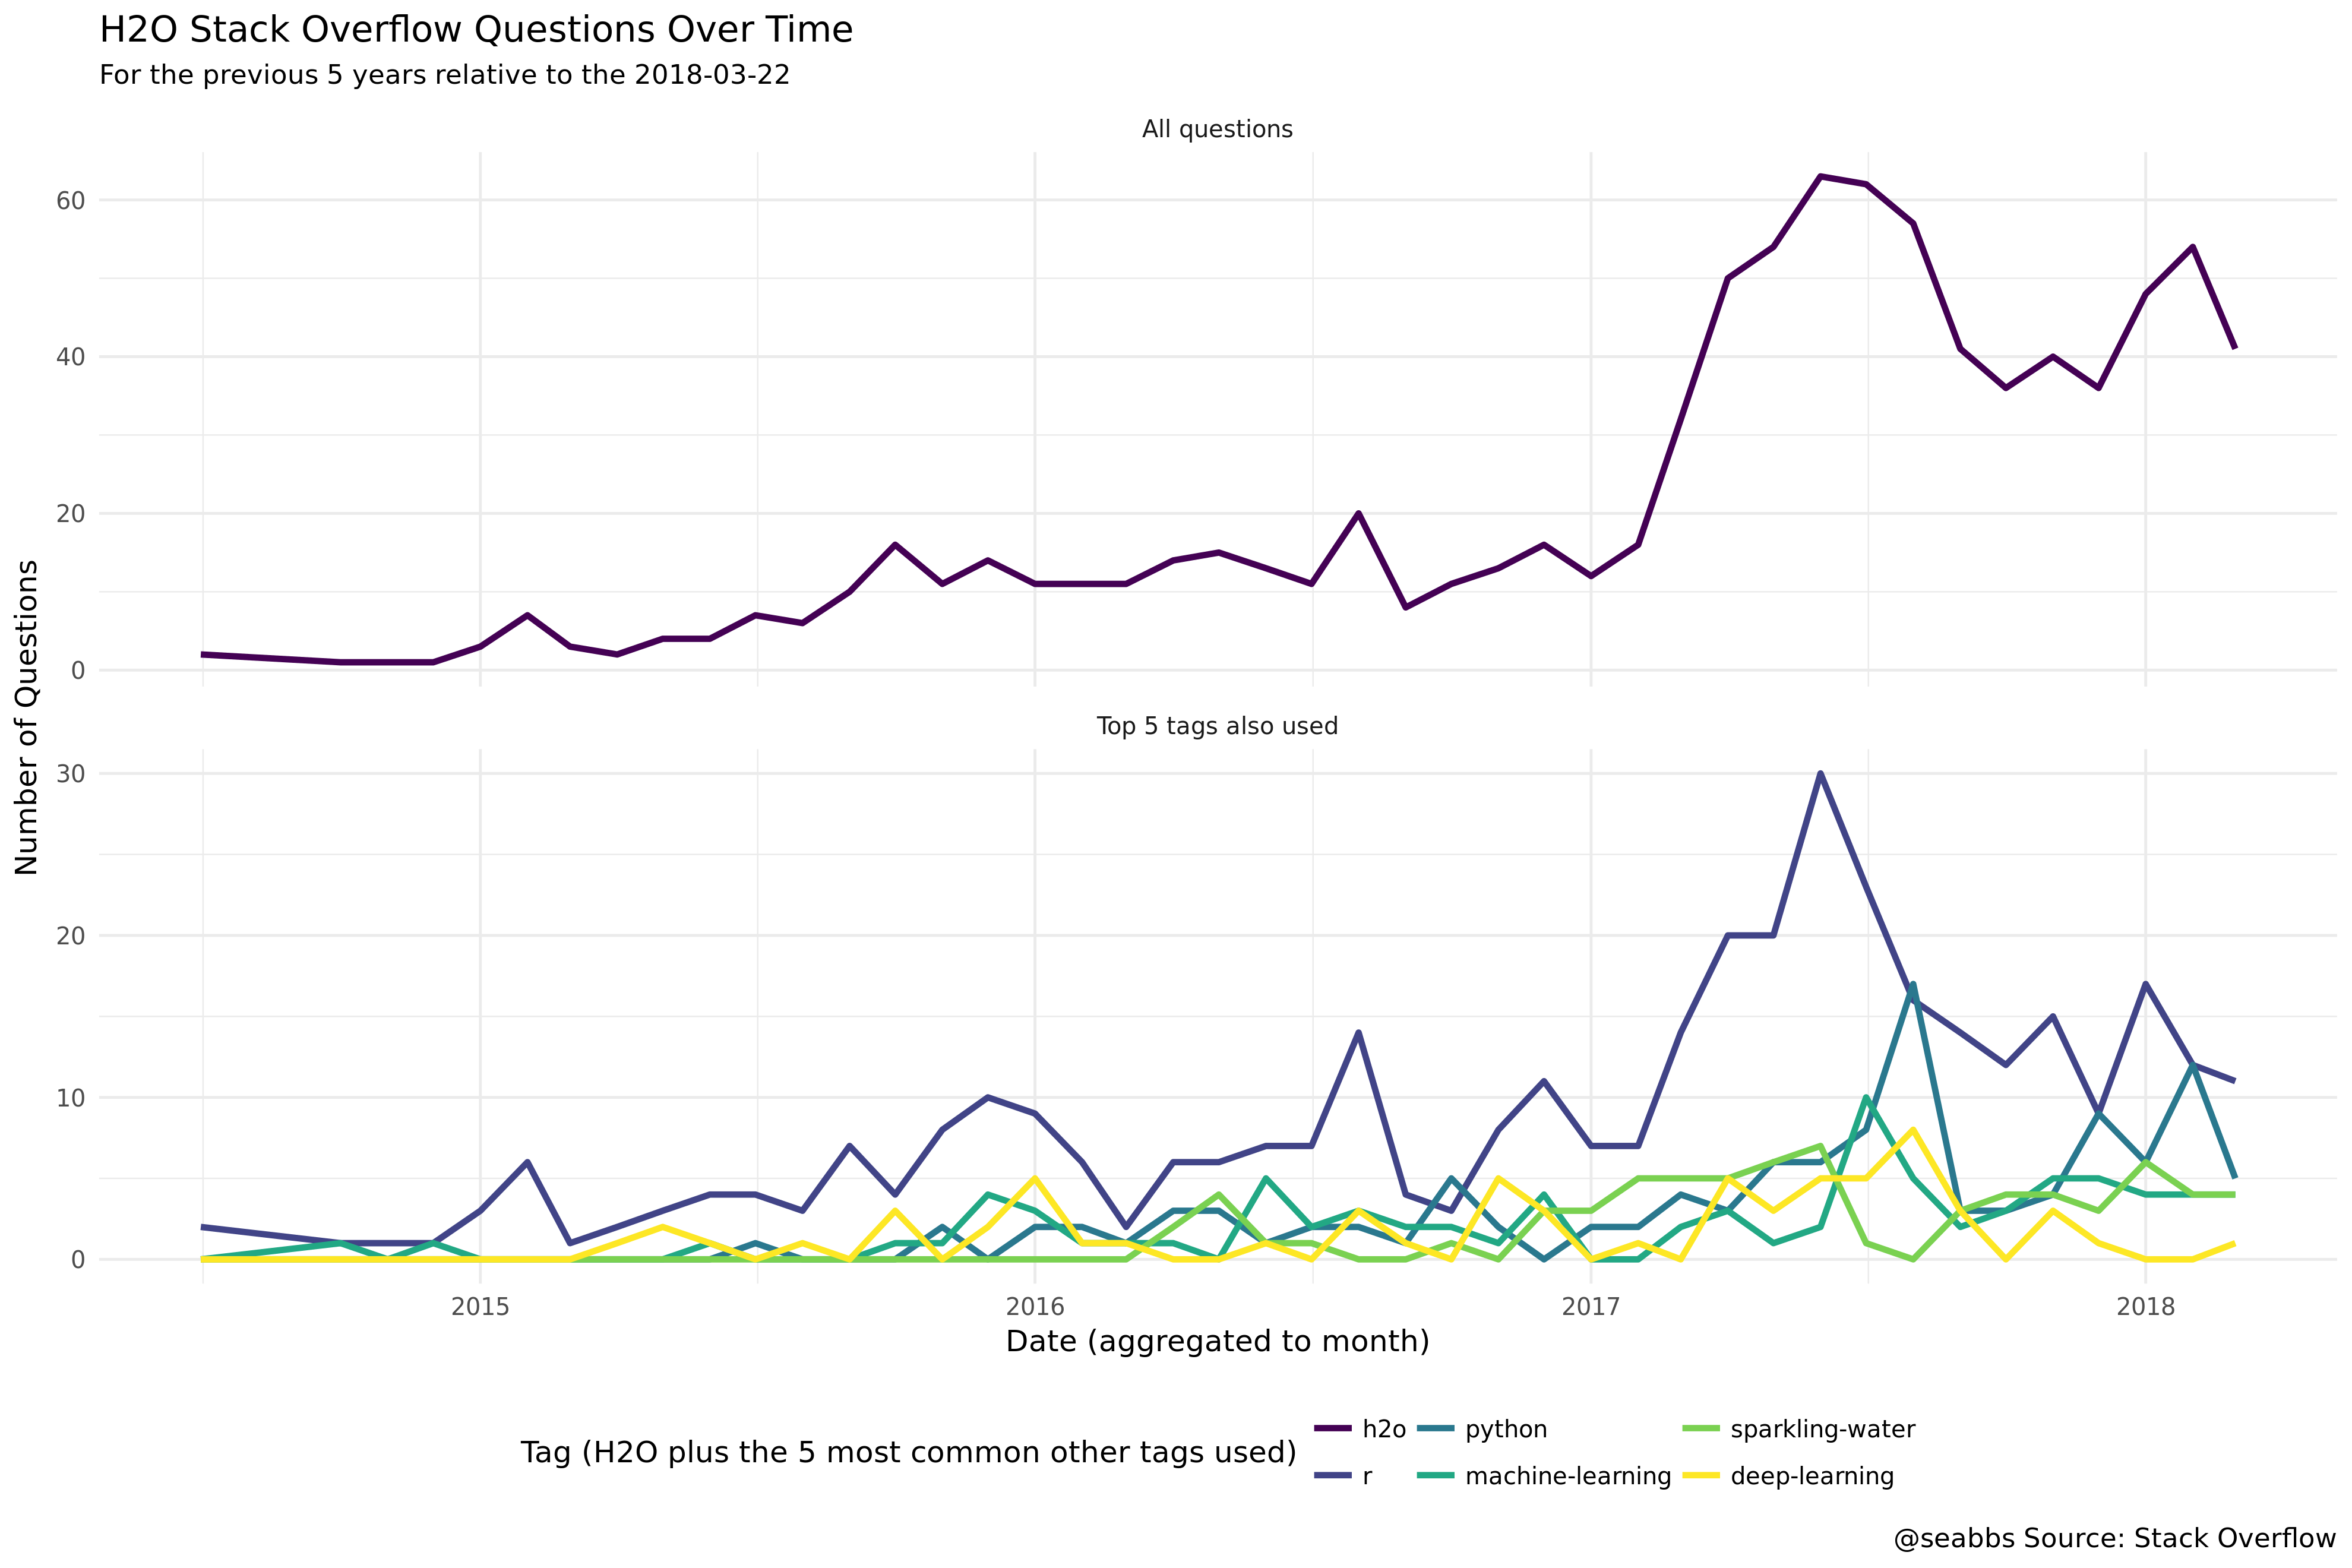 H2O Stack Overflow Questions Over Time
For the previous 5 years relative to the 2018-03-22
All questions
60
40
20
0
Number of Questions
Top 5 tags also used
30
20
10
0
2015 2016 2017 2018
Date (aggregated to month)
Tag (H2O plus the 5 most common other tags used)
h2o python sparkling-water
r machine-learning deep-learning
@seabbs Source: Stack Overflow